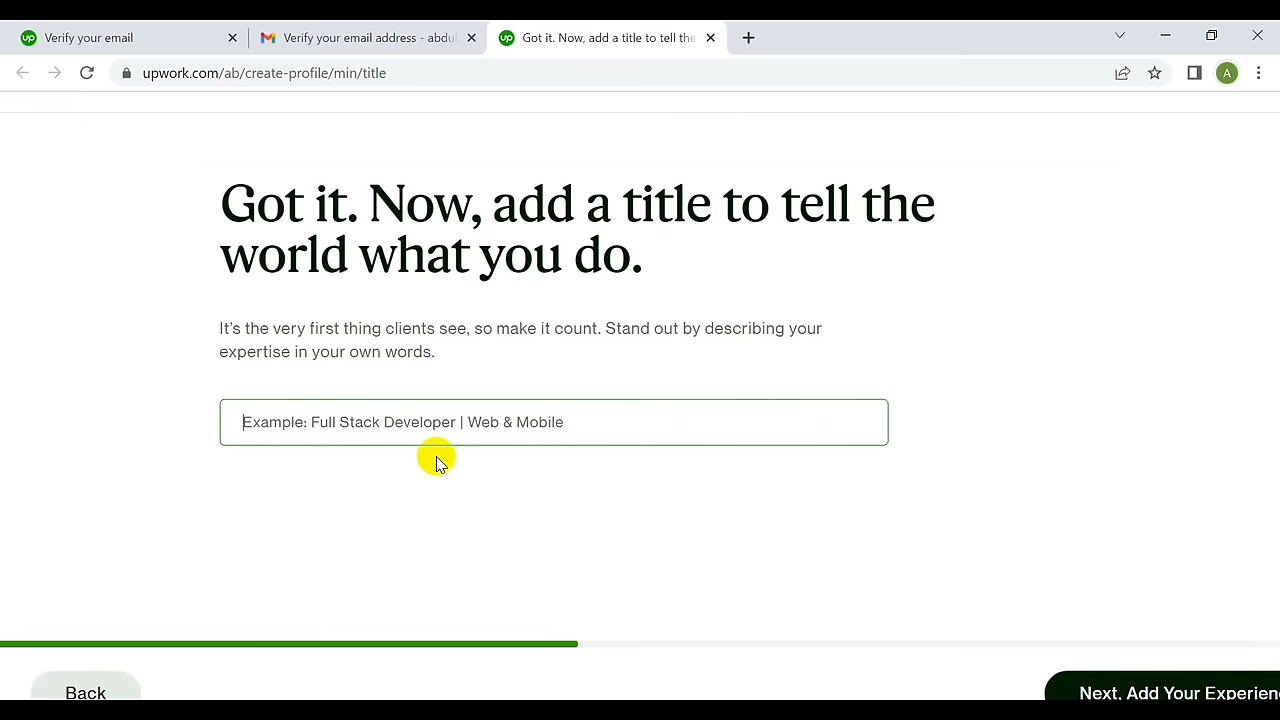 up Verify your email
Verify your email address - abdul
up Got it. Now, add a title to tell the
upwork.com/ab/create-profile/min/title
A
Got it. Now, add a title to tell the
world what you do.
It's the very first thing clients see, so make it count. Stand out by describing your
expertise in your own words.
Example: Full Stack Developer | Web & Mobile
Back
Next, Add Your Experien